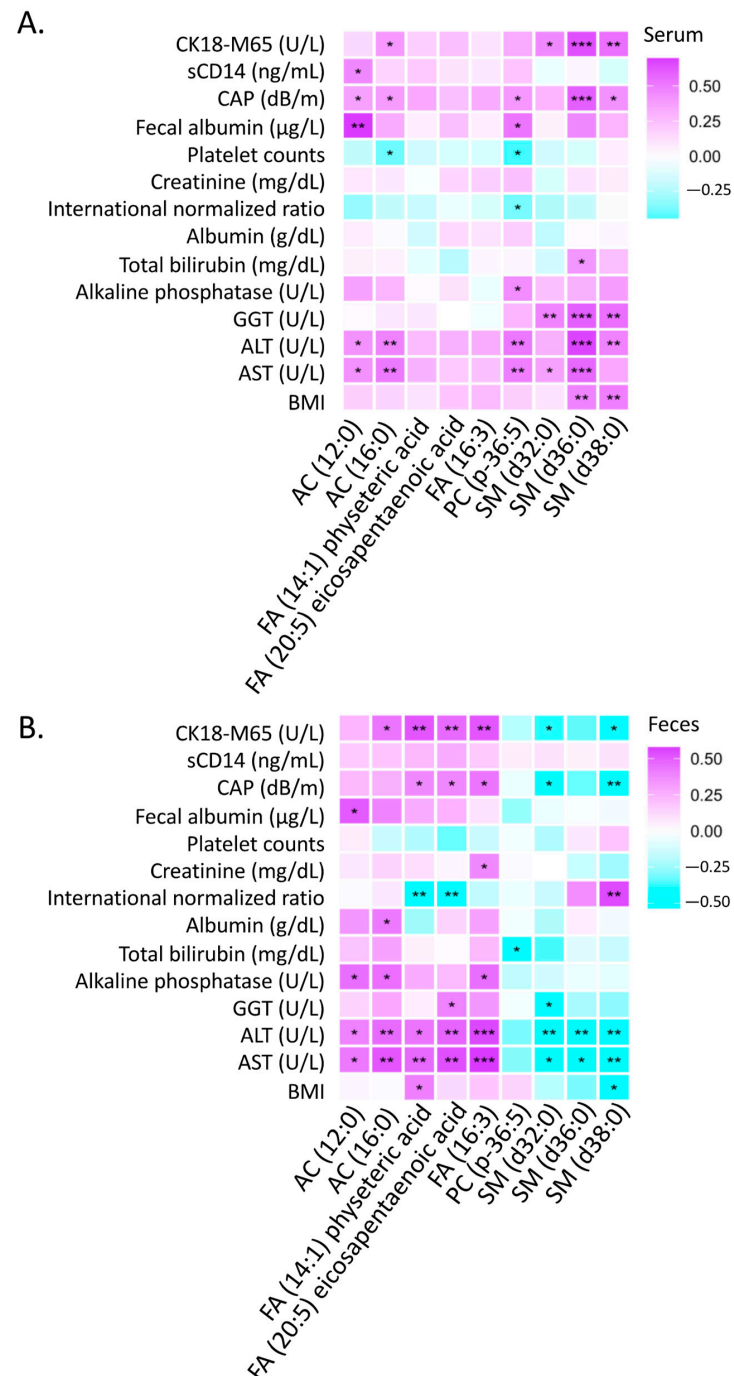 A.
Serum
CK18-M65 (U/L) * * *** **
sCD14 (ng/mL) *
CAP (dB/m) * * * *** *
Fecal albumin (µg/L) ** *
Platelet counts * *
Creatinine (mg/dL)
International normalized ratio *
Albumin (g/dL)
Total bilirubin (mg/dL) *
Alkaline phosphatase (U/L) *
GGT (U/L) ** *** **
ALT (U/L) * ** ** *** **
AST (U/L) * ** ** * ***
BMI ** **
0.50
0.25
0.00
—0.25
AC (12:0)
AC (16:0)
FA (14:1) physeteric acid
FA (20:5) eicosapentaenoic acid
FA (16:3)
PC (p-36:5)
SM (d32:0)
SM (d36:0)
SM (d38:0)
B.
Feces
CK18-M65 (U/L) * ** ** ** * *
sCD14 (ng/mL)
CAP (dB/m) * * * * **
Fecal albumin (µg/L) *
Platelet counts
Creatinine (mg/dL) *
International normalized ratio ** ** **
Albumin (g/dL) *
Total bilirubin (mg/dL) *
Alkaline phosphatase (U/L) * * *
GGT (U/L) * *
ALT (U/L) * ** * ** *** ** ** **
AST (U/L) * ** ** ** *** * * **
BMI * *
0.50
0.25
0.00
—0.25
—0.50
AC (12:0)
AC (16:0)
FA (14:1) physeteric acid
FA (20:5) eicosapentaenoic acid
FA (16:3)
PC (p-36:5)
SM (d32:0)
SM (d36:0)
SM (d38:0)